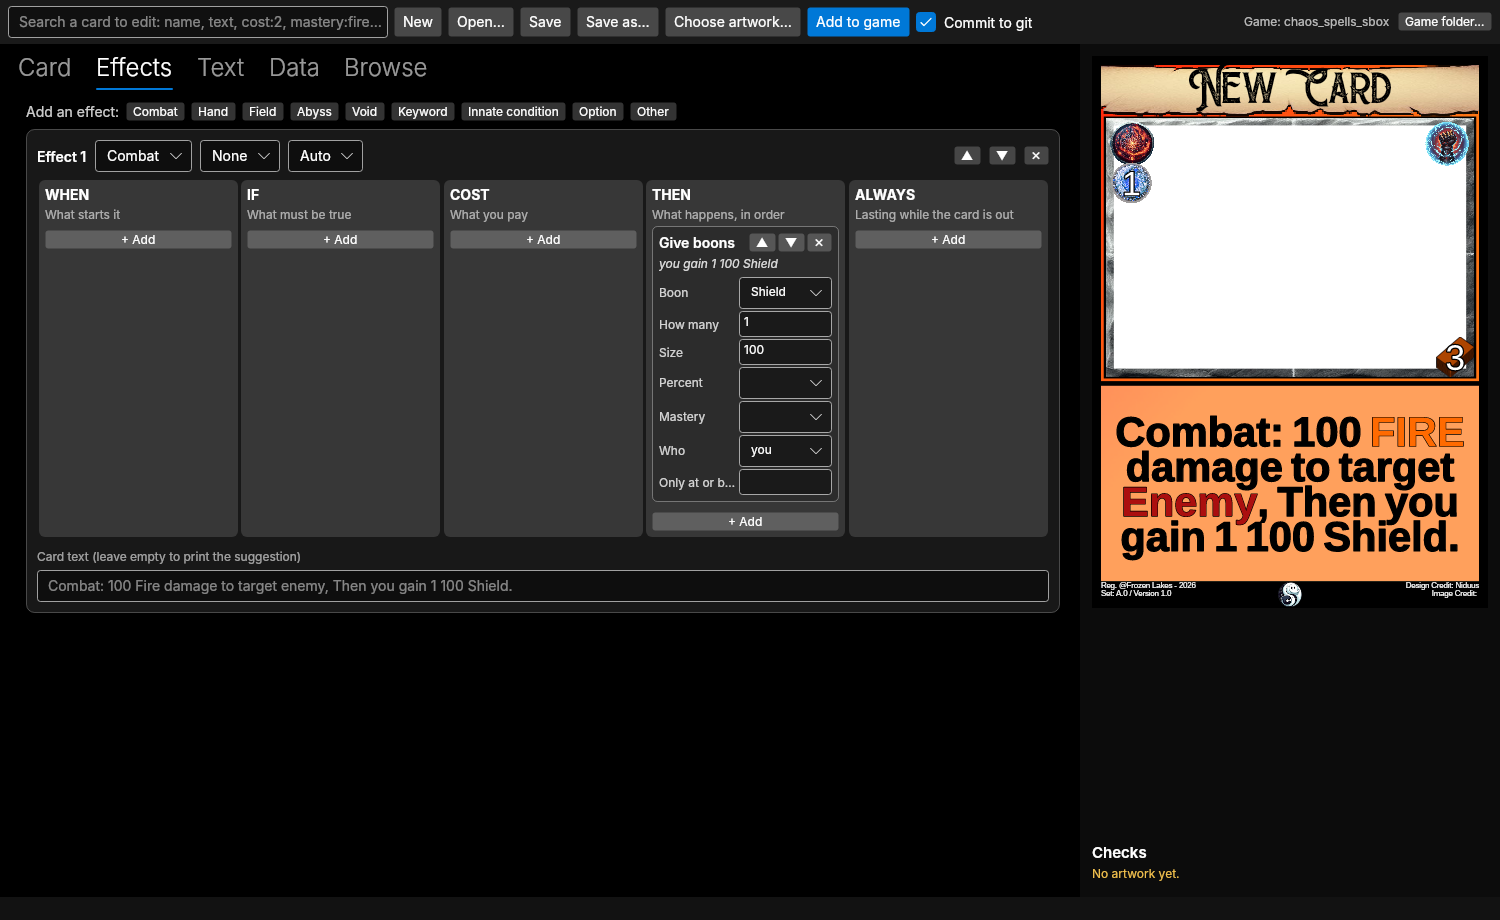 Search a card to edit: name, text, cost:2, mastery:fire...
New
Open...
Save
Save as...
Choose artwork...
Add to game
Commit to git
Game: chaos_spells_sbox
Game folder...
Card
Effects
Text
Data
Browse
Add an effect:
Combat
Hand
Field
Abyss
Void
Keyword
Innate condition
Option
Other
Effect 1
Combat
None
Auto
WHEN
What starts it
+ Add
IF
What must be true
+ Add
COST
What you pay
+ Add
THEN
What happens, in order
Give boons
you gain 1 100 Shield
Boon
Shield
How many
1
Size
100
Percent
Mastery
Who
you
Only at or b...
+ Add
ALWAYS
Lasting while the card is out
+ Add
Card text (leave empty to print the suggestion)
Combat: 100 Fire damage to target enemy, Then you gain 1 100 Shield.
New Card
1
3
Combat: 100 FIRE
damage to target
Enemy, Then you
gain 1 100 Shield.
Reg. @Frozen Lakes - 2026
Set: A.0 / Version 1.0
Design Credit: Niduus
Image Credit:
Checks
No artwork yet.